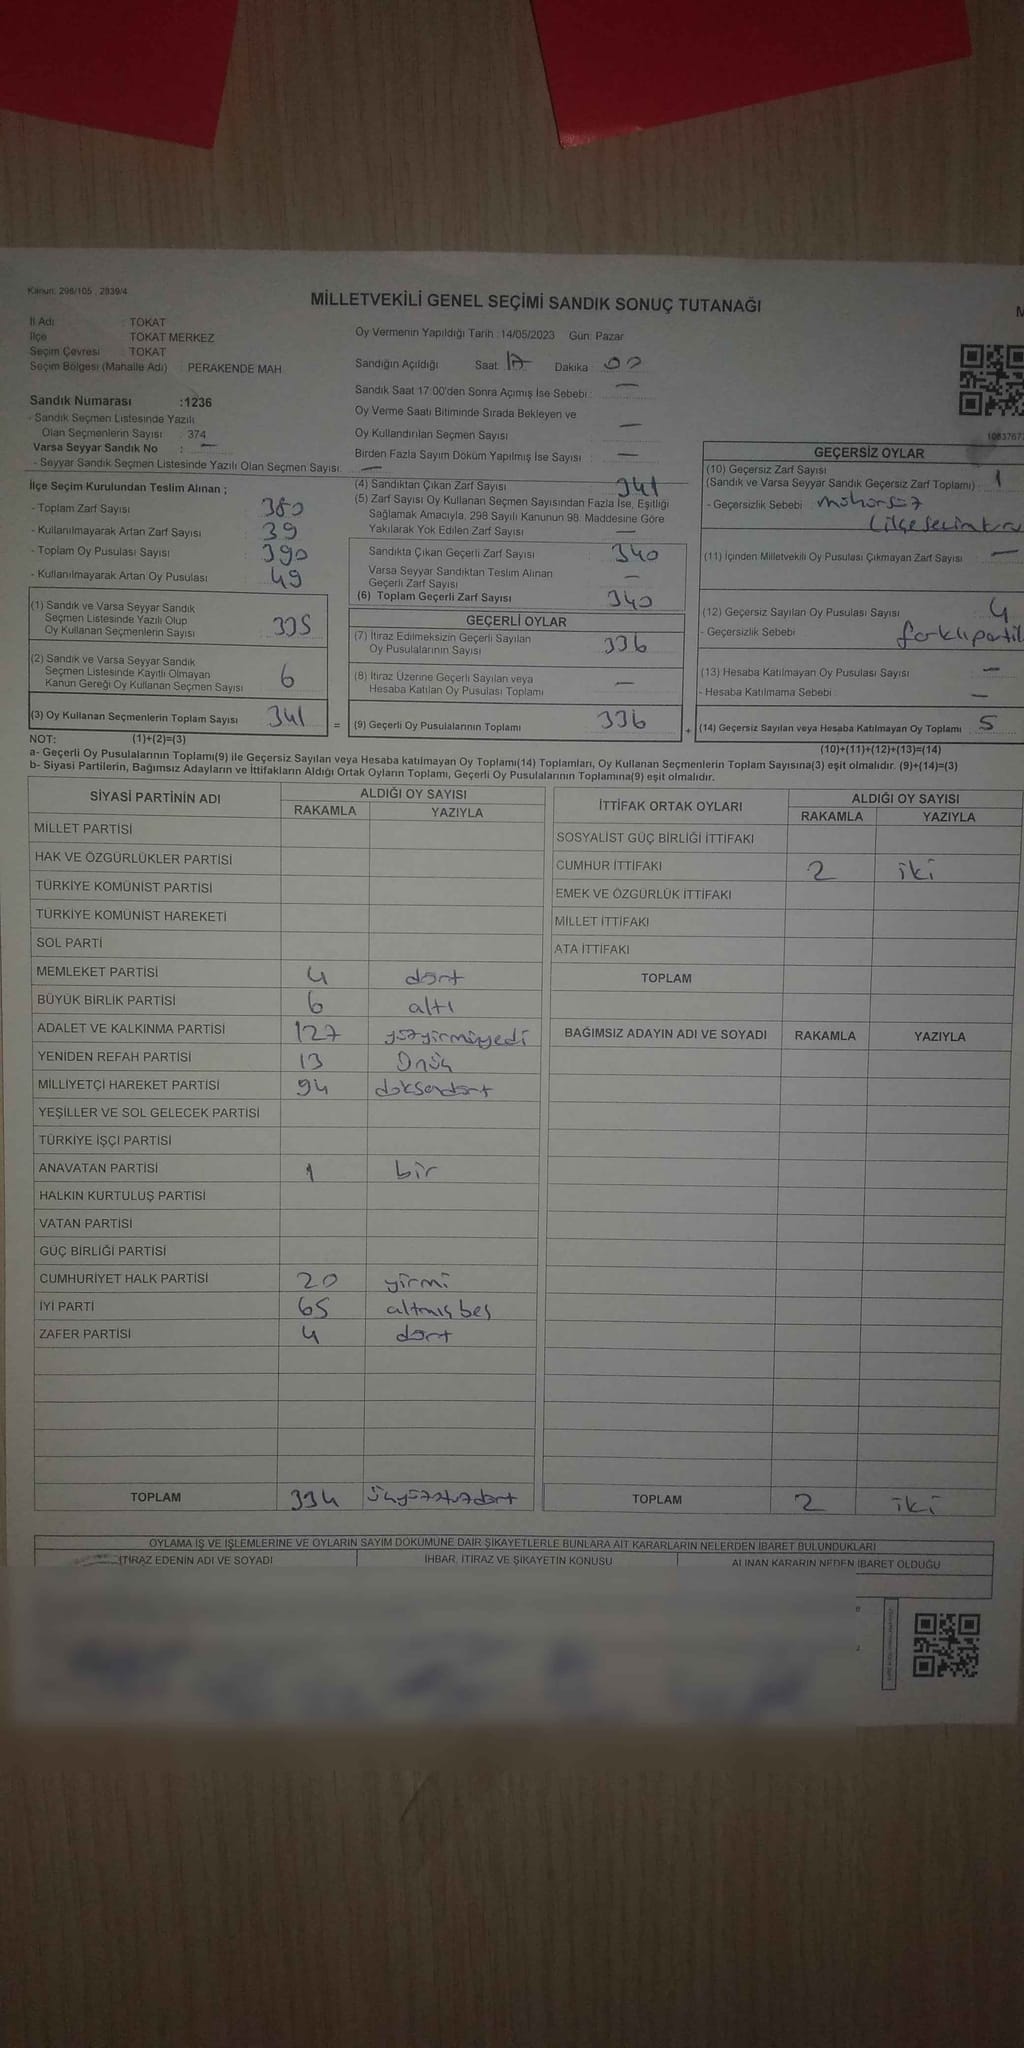 Kanun: 298/105 , 2839/4
MİLLETVEKİLİ GENEL SEÇİMİ SANDIK SONUÇ TUTANAĞI
M
İl Adı : TOKAT
İlçe : TOKAT MERKEZ
Seçim Çevresi : TOKAT
Seçim Bölgesi (Mahalle Adı) : PERAKENDE MAH
Sandık Numarası :1236
- Sandık Seçmen Listesinde Yazılı
Olan Seçmenlerin Sayısı : 374
Varsa Seyyar Sandık No : —
- Seyyar Sandık Seçmen Listesinde Yazılı Olan Seçmen Sayısı: —
Oy Vermenin Yapıldığı Tarih : 14/05/2023 Gün: Pazar
Sandığın Açıldığı Saat: 17 Dakika : 00
Sandık Saat 17:00'den Sonra Açımış İse Sebebi : —
Oy Verme Saati Bitiminde Sırada Bekleyen ve
Oy Kullandırılan Seçmen Sayısı : —
Birden Fazla Sayım Döküm Yapılmış İse Sayısı : —
İlçe Seçim Kurulundan Teslim Alınan ;
- Toplam Zarf Sayısı 380
- Kullanılmayarak Artan Zarf Sayısı 39
- Toplam Oy Pusulası Sayısı 390
- Kullanılmayarak Artan Oy Pusulası 49
(1) Sandık ve Varsa Seyyar Sandık
Seçmen Listesinde Yazılı Olup
Oy Kullanan Seçmenlerin Sayısı 335
(2) Sandık ve Varsa Seyyar Sandık
Seçmen Listesinde Kayıtlı Olmayan
Kanun Gereği Oy Kullanan Seçmen Sayısı 6
(3) Oy Kullanan Seçmenlerin Toplam Sayısı 341 =
(4) Sandıktan Çıkan Zarf Sayısı 341
(5) Zarf Sayısı Oy Kullanan Seçmen Sayısından Fazla İse, Eşitliği
Sağlamak Amacıyla, 298 Sayılı Kanunun 98. Maddesine Göre
Yakılarak Yok Edilen Zarf Sayısı —
Sandıkta Çıkan Geçerli Zarf Sayısı 340
Varsa Seyyar Sandıktan Teslim Alınan
Geçerli Zarf Sayısı —
(6) Toplam Geçerli Zarf Sayısı 340
GEÇERLİ OYLAR
(7) İtiraz Edilmeksizin Geçerli Sayılan
Oy Pusulalarının Sayısı 336
(8) İtiraz Üzerine Geçerli Sayılan veya
Hesaba Katılan Oy Pusulası Toplamı —
(9) Geçerli Oy Pusulalarının Toplamı 336 +
GEÇERSİZ OYLAR
(10) Geçersiz Zarf Sayısı
(Sandık ve Varsa Seyyar Sandık Geçersiz Zarf Toplamı) : 1
- Geçersizlik Sebebi : mühürsüz
(11) İçinden Milletvekili Oy Pusulası Çıkmayan Zarf Sayısı : —
(12) Geçersiz Sayılan Oy Pusulası Sayısı : 4
- Geçersizlik Sebebi : farklıpartil
(13) Hesaba Katılmayan Oy Pusulası Sayısı : —
- Hesaba Katılmama Sebebi : —
(14) Geçersiz Sayılan veya Hesaba Katılmayan Oy Toplamı : 5
NOT: (1)+(2)=(3)
(10)+(11)+(12)+(13)=(14)
a- Geçerli Oy Pusulalarının Toplamı(9) ile Geçersiz Sayılan veya Hesaba katılmayan Oy Toplamı(14) Toplamları, Oy Kullanan Seçmenlerin Toplam Sayısına(3) eşit olmalıdır. (9)+(14)=(3)
b- Siyasi Partilerin, Bağımsız Adayların ve İttifakların Aldığı Ortak Oyların Toplamı, Geçerli Oy Pusulalarının Toplamına(9) eşit olmalıdır.
SİYASİ PARTİNİN ADI ALDIĞI OY SAYISI
RAKAMLA YAZIYLA
MİLLET PARTİSİ
HAK VE ÖZGÜRLÜKLER PARTİSİ
TÜRKİYE KOMÜNİST PARTİSİ
TÜRKİYE KOMÜNİST HAREKETİ
SOL PARTİ
MEMLEKET PARTİSİ 4 dört
BÜYÜK BİRLİK PARTİSİ 6 altı
ADALET VE KALKINMA PARTİSİ 127 yüzyirmiyedi
YENİDEN REFAH PARTİSİ 13 Onüç
MİLLİYETÇİ HAREKET PARTİSİ 94 doksandört
YEŞİLLER VE SOL GELECEK PARTİSİ
TÜRKİYE İŞÇİ PARTİSİ
ANAVATAN PARTİSİ 1 bir
HALKIN KURTULUŞ PARTİSİ
VATAN PARTİSİ
GÜÇ BİRLİĞİ PARTİSİ
CUMHURİYET HALK PARTİSİ 20 yirmi
İYİ PARTİ 65 altmış beş
ZAFER PARTİSİ 4 dört
TOPLAM 334 üçyüzotuzdört
İTTİFAK ORTAK OYLARI ALDIĞI OY SAYISI
RAKAMLA YAZIYLA
SOSYALİST GÜÇ BİRLİĞİ İTTİFAKI
CUMHUR İTTİFAKI 2 iki
EMEK VE ÖZGÜRLÜK İTTİFAKI
MİLLET İTTİFAKI
ATA İTTİFAKI
TOPLAM
BAĞIMSIZ ADAYIN ADI VE SOYADI RAKAMLA YAZIYLA
TOPLAM 2 iki
OYLAMA İŞ VE İŞLEMLERİNE VE OYLARIN SAYIM DÖKÜMÜNE DAİR ŞİKAYETLERLE BUNLARA AİT KARARLARIN NELERDEN İBARET BULUNDUKLARI
İTİRAZ EDENİN ADI VE SOYADI İHBAR, İTİRAZ VE ŞİKAYETİN KONUSU ALINAN KARARIN NEDEN İBARET OLDUĞU